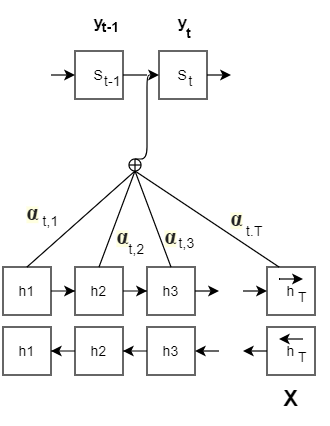 yt-1 yt
St-1 St
αt,1 αt,2 αt,3 αt.T
h1 h2 h3 hT
h1 h2 h3 hT
X